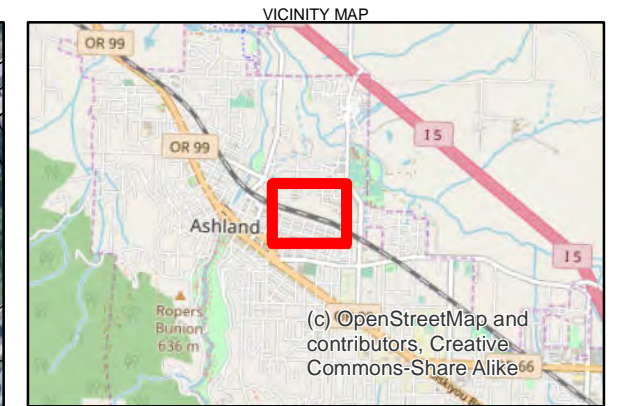 VICINITY MAP
OR 99
I 5
OR 99
Ashland
I 5
Ropers
Bunion
636 m
(c) OpenStreetMap and
contributors, Creative
Commons-Share Alike
66